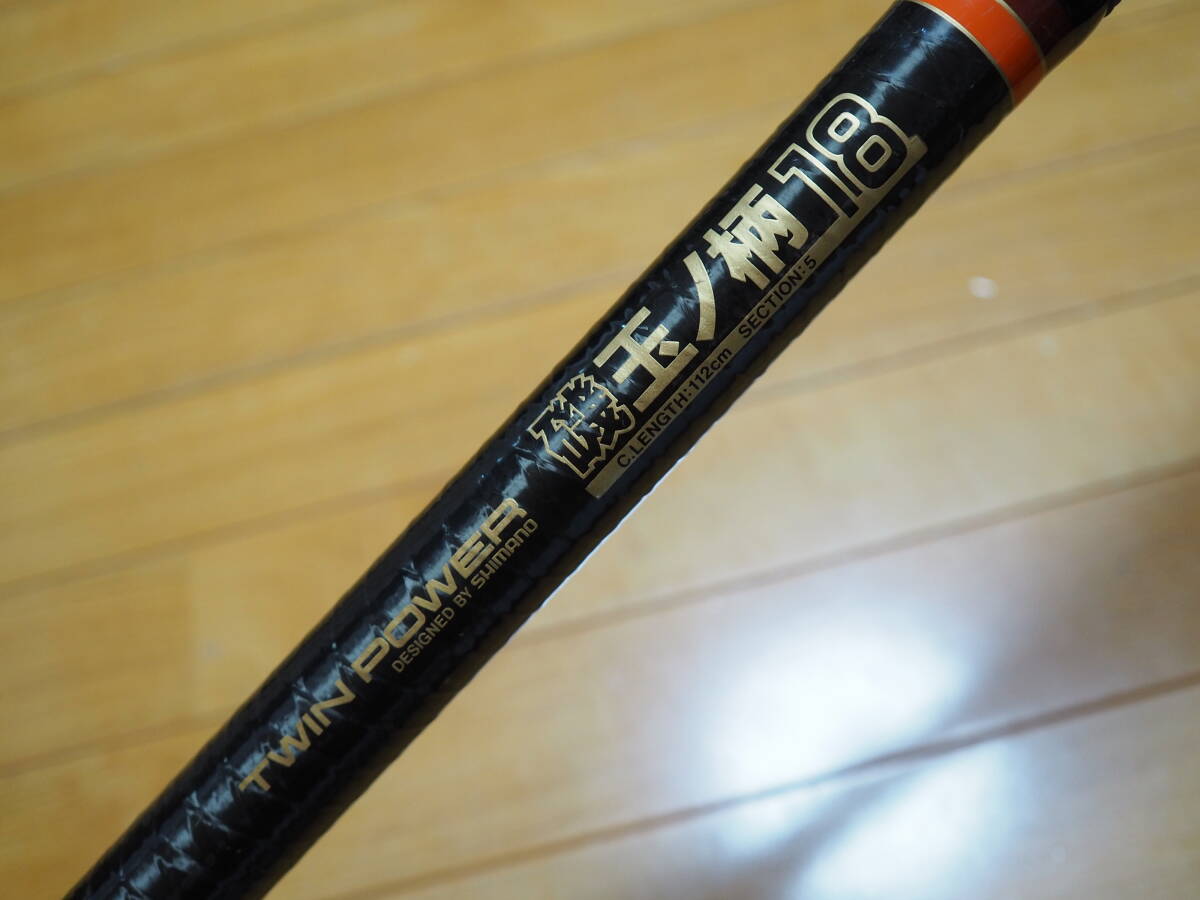 TWIN POWER
DESIGNED BY SHIMANO
磯玉ノ柄18
C.LENGTH:112cm SECTION:5